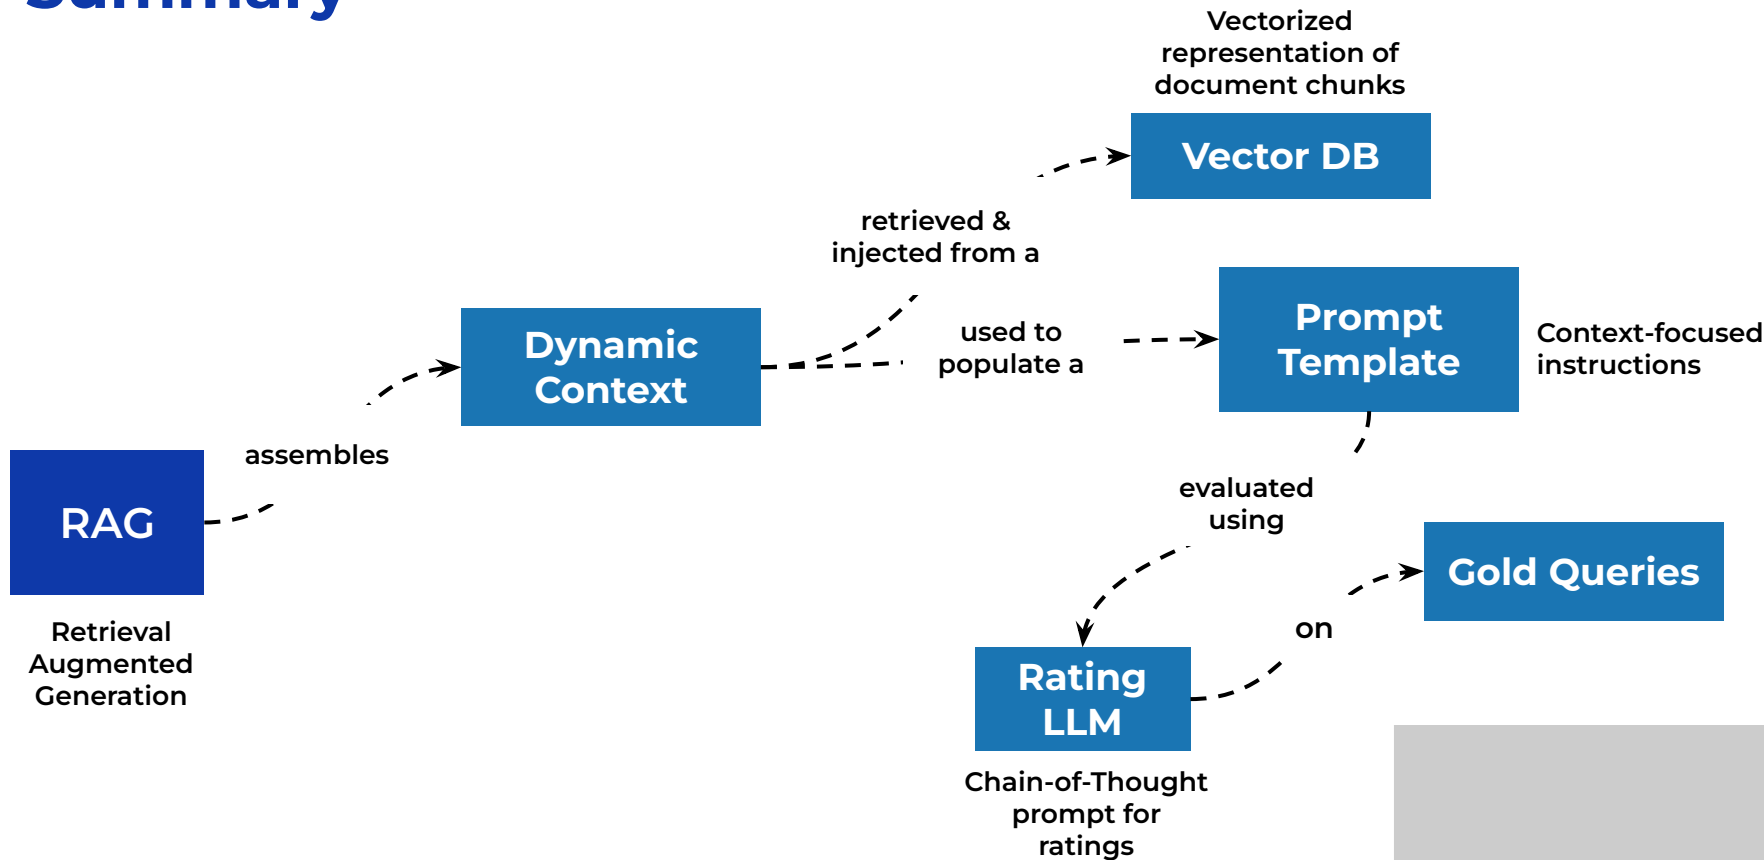 Summary
Vectorized
representation of
document chunks
Vector DB
retrieved &
injected from a
Dynamic
Context
used to
populate a
Prompt
Template
Context-focused
instructions
assembles
RAG
Retrieval
Augmented
Generation
evaluated
using
Gold Queries
on
Rating
LLM
Chain-of-Thought
prompt for
ratings